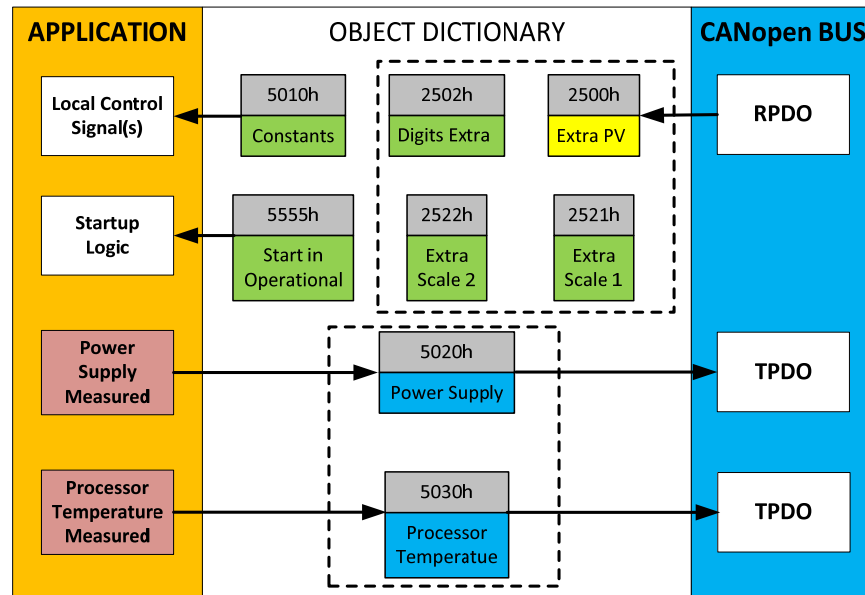 APPLICATION
OBJECT DICTIONARY
CANopen BUS
Local Control
Signal(s)
5010h
Constants
2502h
Digits Extra
2500h
Extra PV
RPDO
Startup
Logic
5555h
Start in
Operational
2522h
Extra
Scale 2
2521h
Extra
Scale 1
Power
Supply
Measured
5020h
Power Supply
TPDO
Processor
Temperature
Measured
5030h
Processor
Temperatue
TPDO